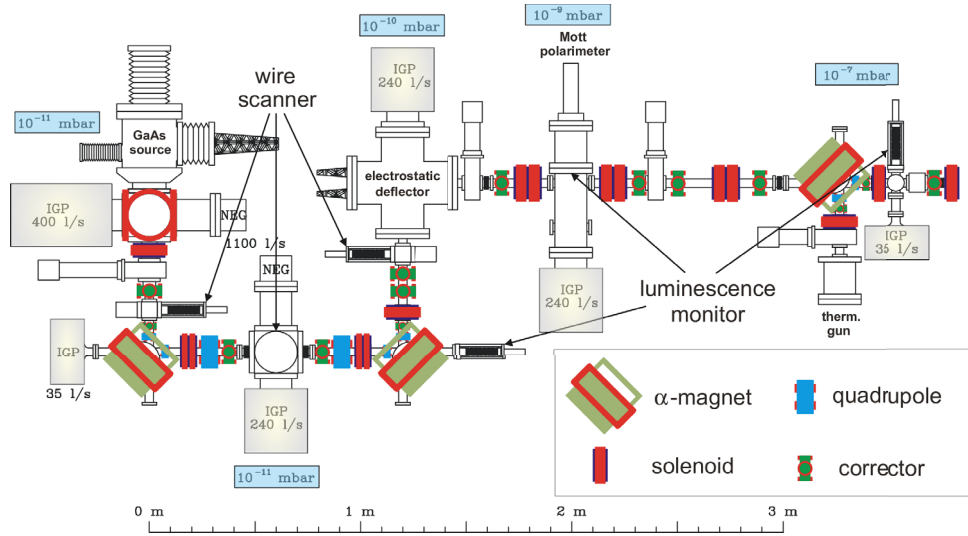 10⁻¹¹ mbar
GaAs
source
IGP
400 l/s
NEG
1100 l/s
wire
scanner
10⁻¹⁰ mbar
IGP
240 l/s
electrostatic
deflector
10⁻⁹ mbar
Mott
polarimeter
10⁻⁷ mbar
IGP
35 l/s
therm.
gun
IGP
240 l/s
luminescence
monitor
NEG
IGP
35 l/s
IGP
240 l/s
10⁻¹¹ mbar
α-magnet
quadrupole
solenoid
corrector
0 m
1 m
2 m
3 m